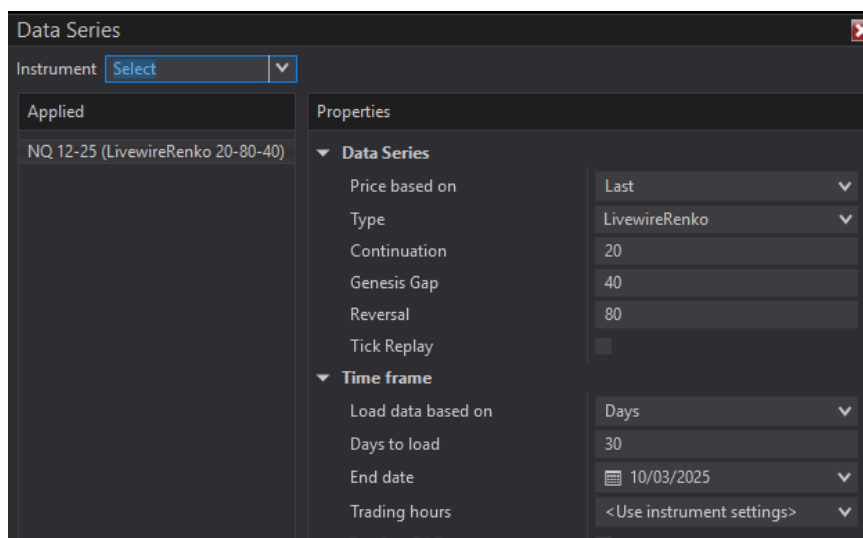 Data Series
Instrument Select
Applied
NQ 12-25 (LivewireRenko 20-80-40)
Properties
Data Series
Price based on Last
Type LivewireRenko
Continuation 20
Genesis Gap 40
Reversal 80
Tick Replay
Time frame
Load data based on Days
Days to load 30
End date 10/03/2025
Trading hours <Use instrument settings>